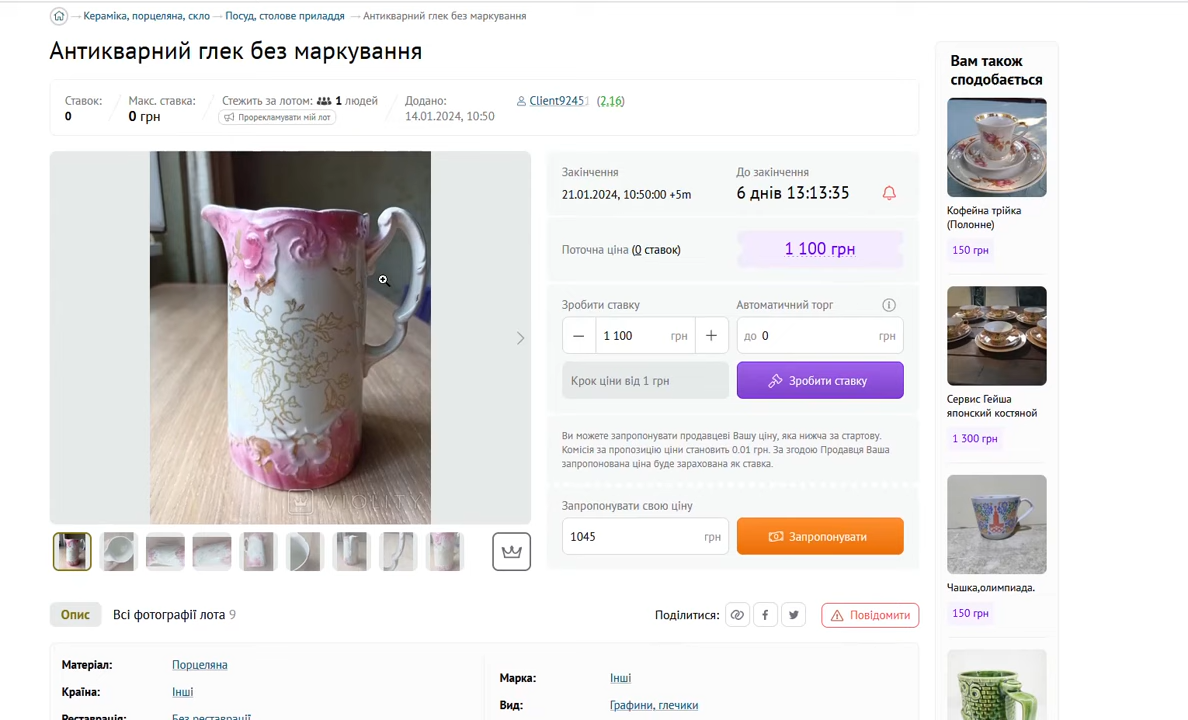 Кераміка, порцеляна, скло → Посуд, столове приладдя → Антикварний глек без маркування
Антикварний глек без маркування
Ставок:
0
Макс. ставка:
0 грн
Стежить за лотом: 1 людей
Прорекламувати мій лот
Додано:
14.01.2024, 10:50
Client9245 (2,16)
VIOLITY
Закінчення
21.01.2024, 10:50:00 +5m
До закінчення
6 днів 13:13:35
Поточна ціна (0 ставок)
1 100 грн
Зробити ставку
− 1 100 грн +
Автоматичний торг
до 0 грн
Крок ціни від 1 грн
Зробити ставку
Ви можете запропонувати продавцеві Вашу ціну, яка нижча за стартову.
Комісія за пропозицію ціни становить 0.01 грн. За згодою Продавця Ваша
запропонована ціна буде зарахована як ставка.
Запропонувати свою ціну
1045 грн
Запропонувати
Опис
Всі фотографії лота 9
Поділитися:
Повідомити
Матеріал: Порцеляна
Країна: Інші
Реставрація: Без реставрації
Марка: Інші
Вид: Графини, глечики
Вам також
сподобається
Кофейна трійка
(Полонне)
150 грн
Сервис Гейша
японский костяной
1 300 грн
Чашка,олимпиада.
150 грн